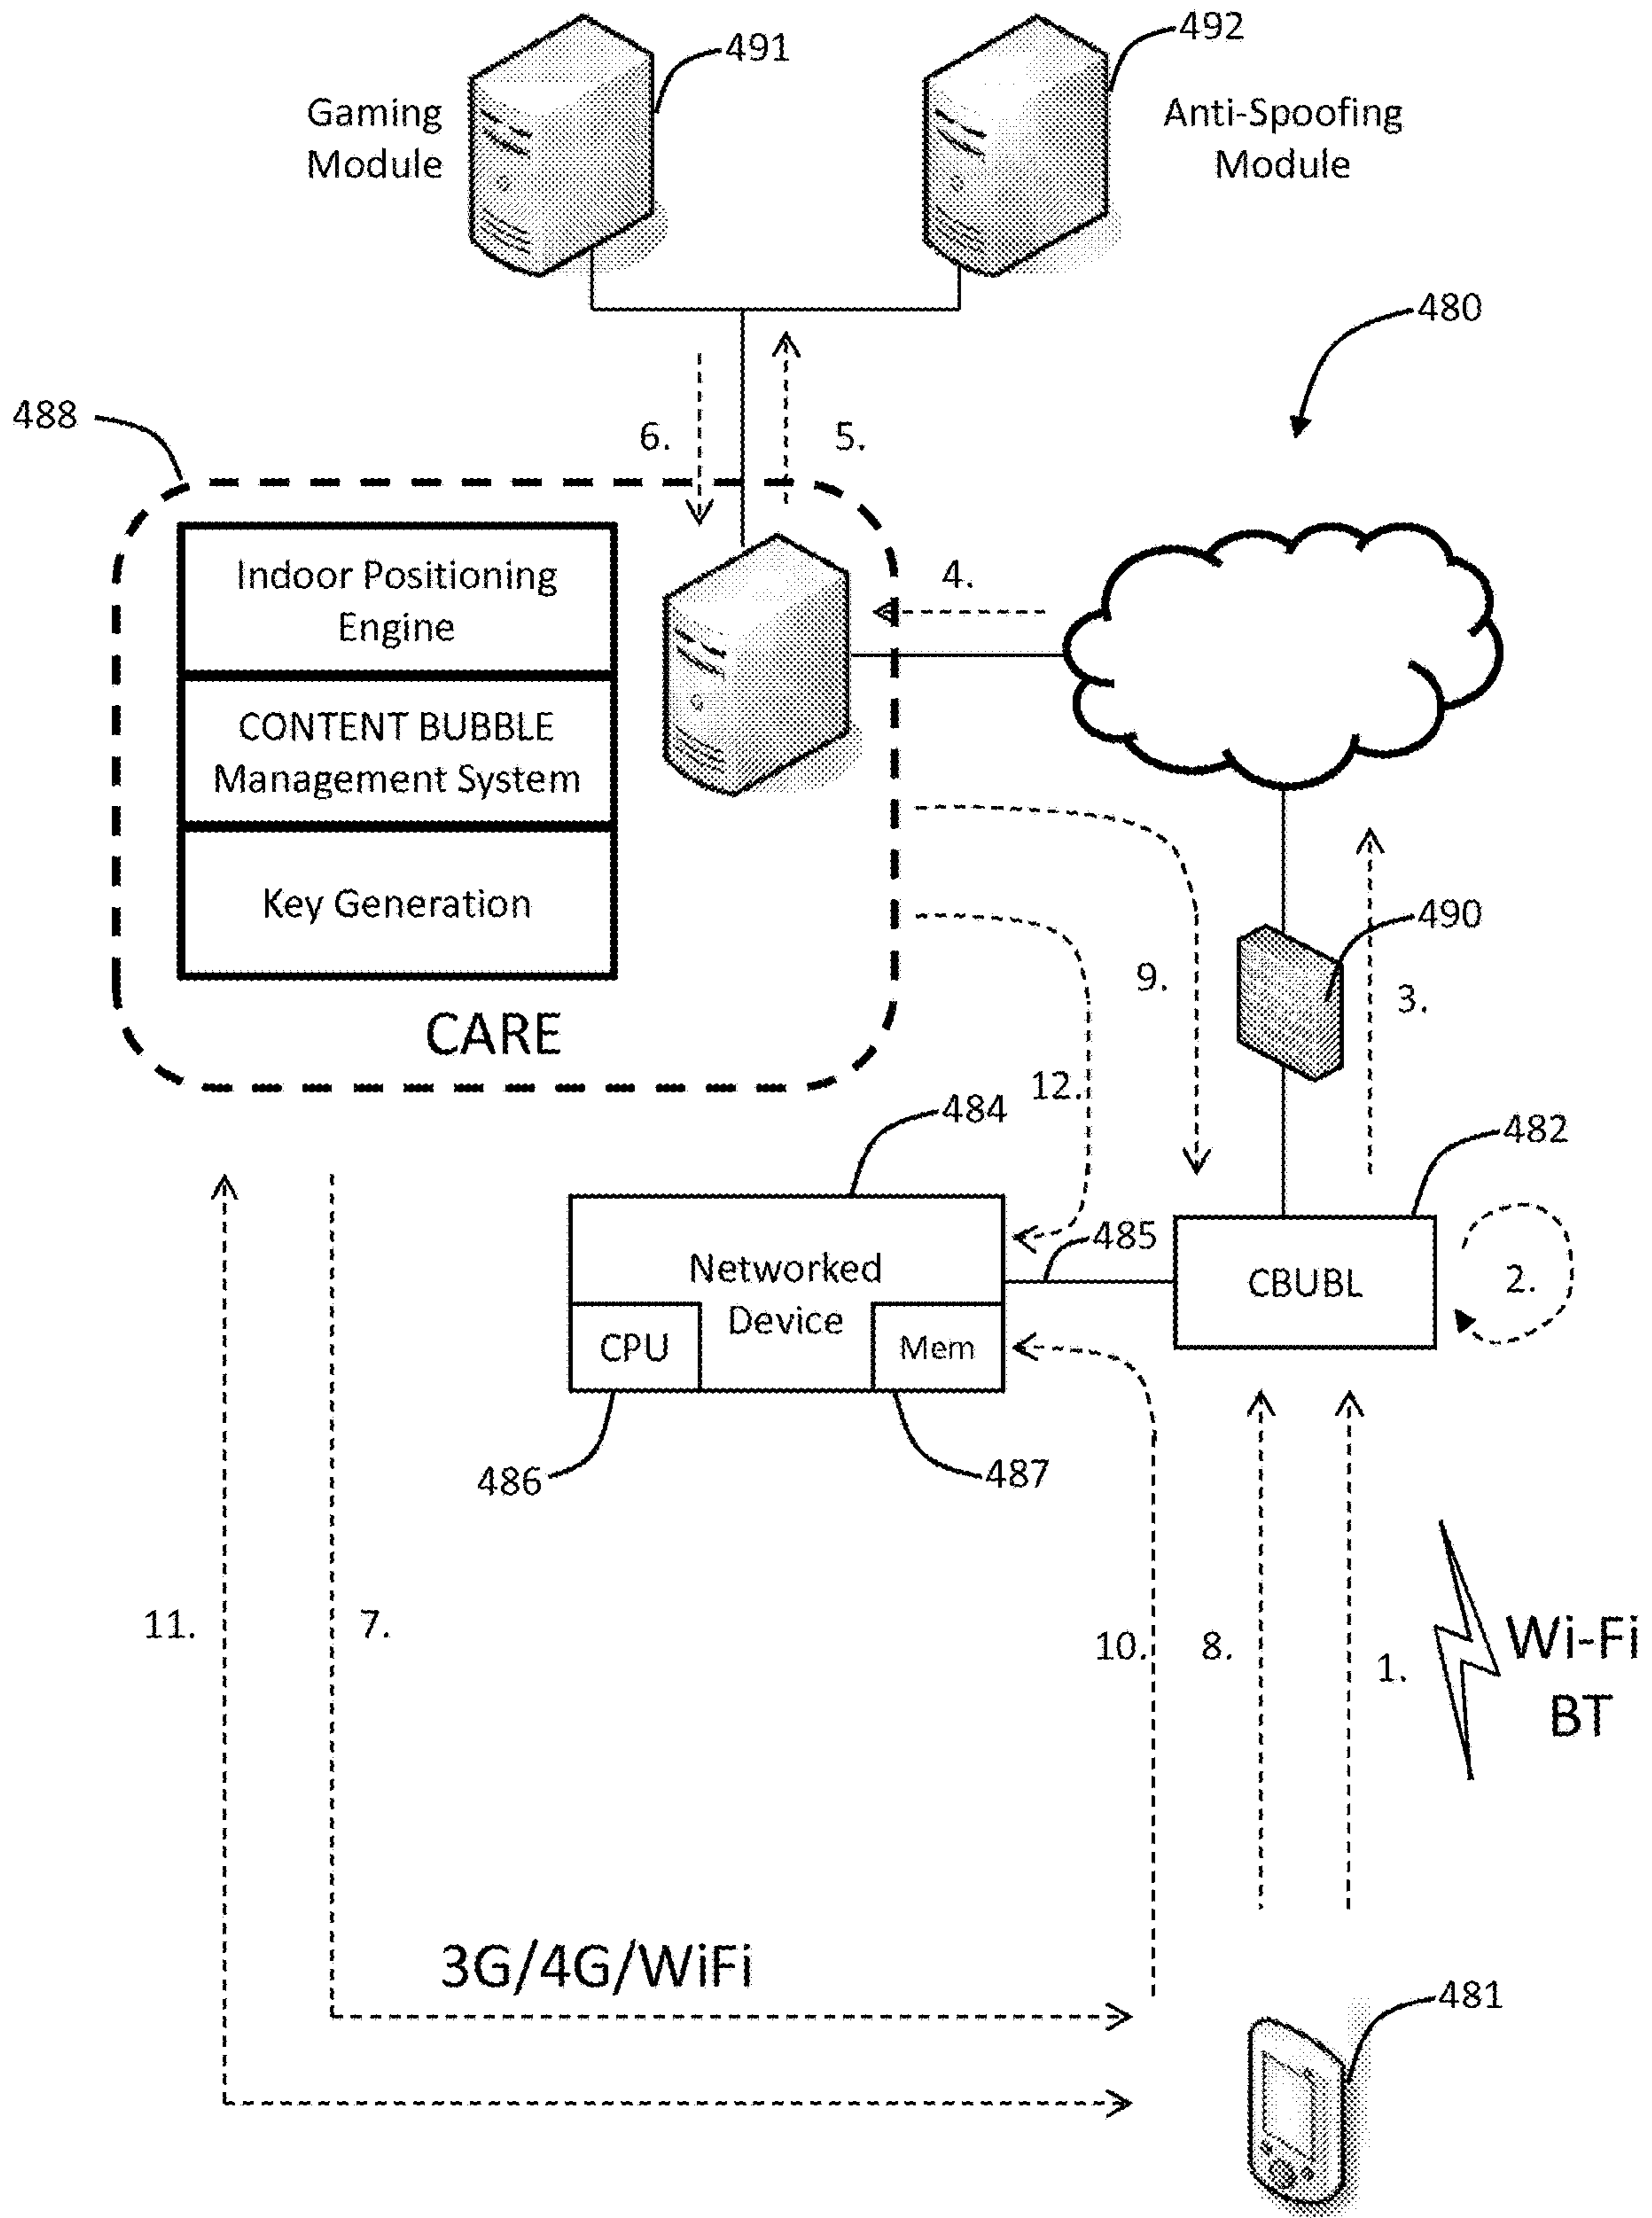 491
492
Gaming
Module
Anti-Spoofing
Module
480
488
6.
5.
4.
Indoor Positioning
Engine
CONTENT BUBBLE
Management System
Key Generation
CARE
9.
490
3.
12.
484
482
485
Networked
Device
CPU
Mem
CBUBL
2.
486
487
11.
7.
10.
8.
1.
Wi-Fi
BT
3G/4G/WiFi
481